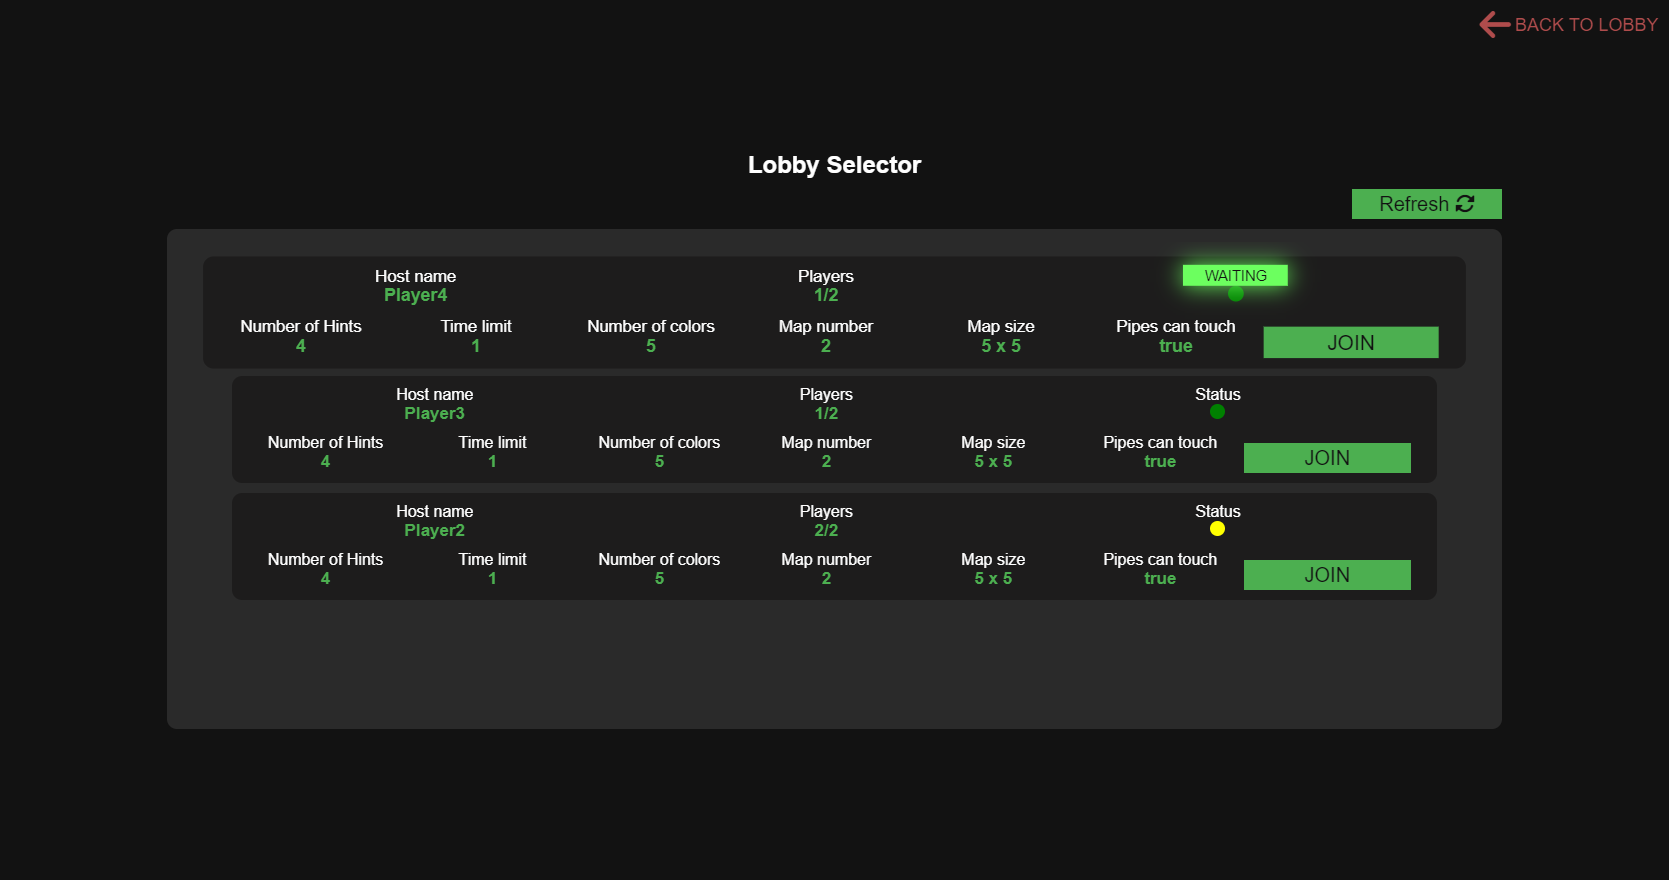 BACK TO LOBBY
Lobby Selector
Refresh
Host name Players WAITING
Player4 1/2
Number of Hints Time limit Number of colors Map number Map size Pipes can touch
4 1 5 2 5 x 5 true JOIN
Host name Players Status
Player3 1/2
Number of Hints Time limit Number of colors Map number Map size Pipes can touch
4 1 5 2 5 x 5 true JOIN
Host name Players Status
Player2 2/2
Number of Hints Time limit Number of colors Map number Map size Pipes can touch
4 1 5 2 5 x 5 true JOIN